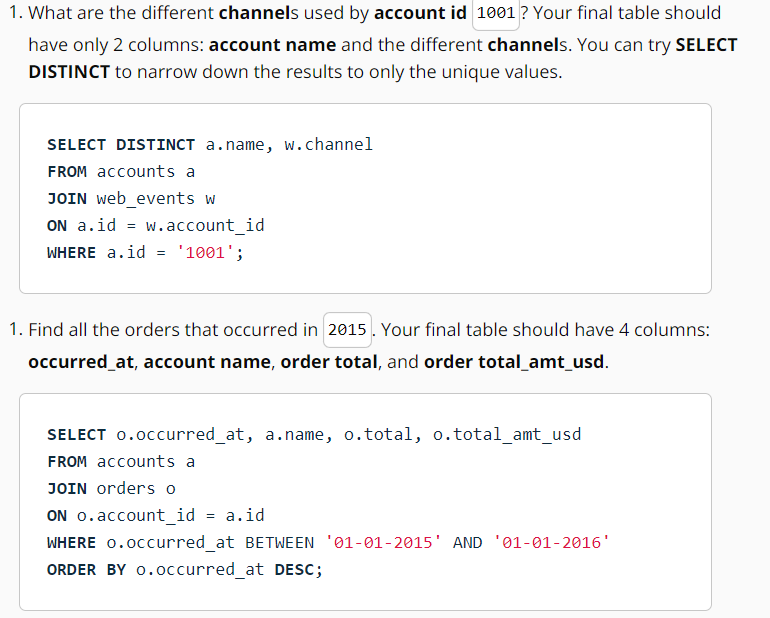 1. What are the different channels used by account id 1001? Your final table should
have only 2 columns: account name and the different channels. You can try SELECT
DISTINCT to narrow down the results to only the unique values.
SELECT DISTINCT a.name, w.channel
FROM accounts a
JOIN web_events w
ON a.id = w.account_id
WHERE a.id = '1001';
1. Find all the orders that occurred in 2015. Your final table should have 4 columns:
occurred_at, account name, order total, and order total_amt_usd.
SELECT o.occurred_at, a.name, o.total, o.total_amt_usd
FROM accounts a
JOIN orders o
ON o.account_id = a.id
WHERE o.occurred_at BETWEEN '01-01-2015' AND '01-01-2016'
ORDER BY o.occurred_at DESC;